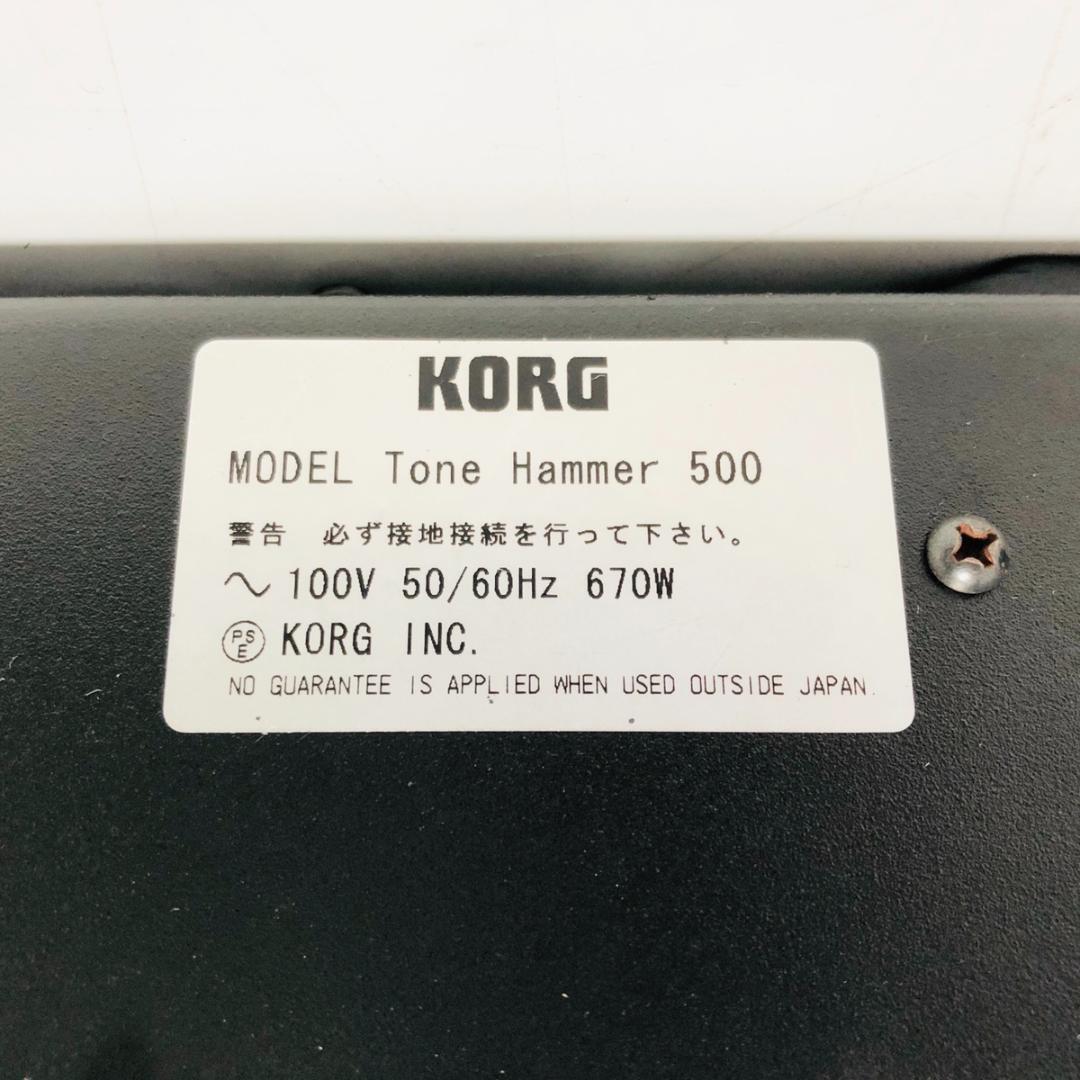 KORG
MODEL Tone Hammer 500
警告 必ず接地接続を行って下さい。
～ 100V 50/60Hz 670W
PSE KORG INC.
NO GUARANTEE IS APPLIED WHEN USED OUTSIDE JAPAN.